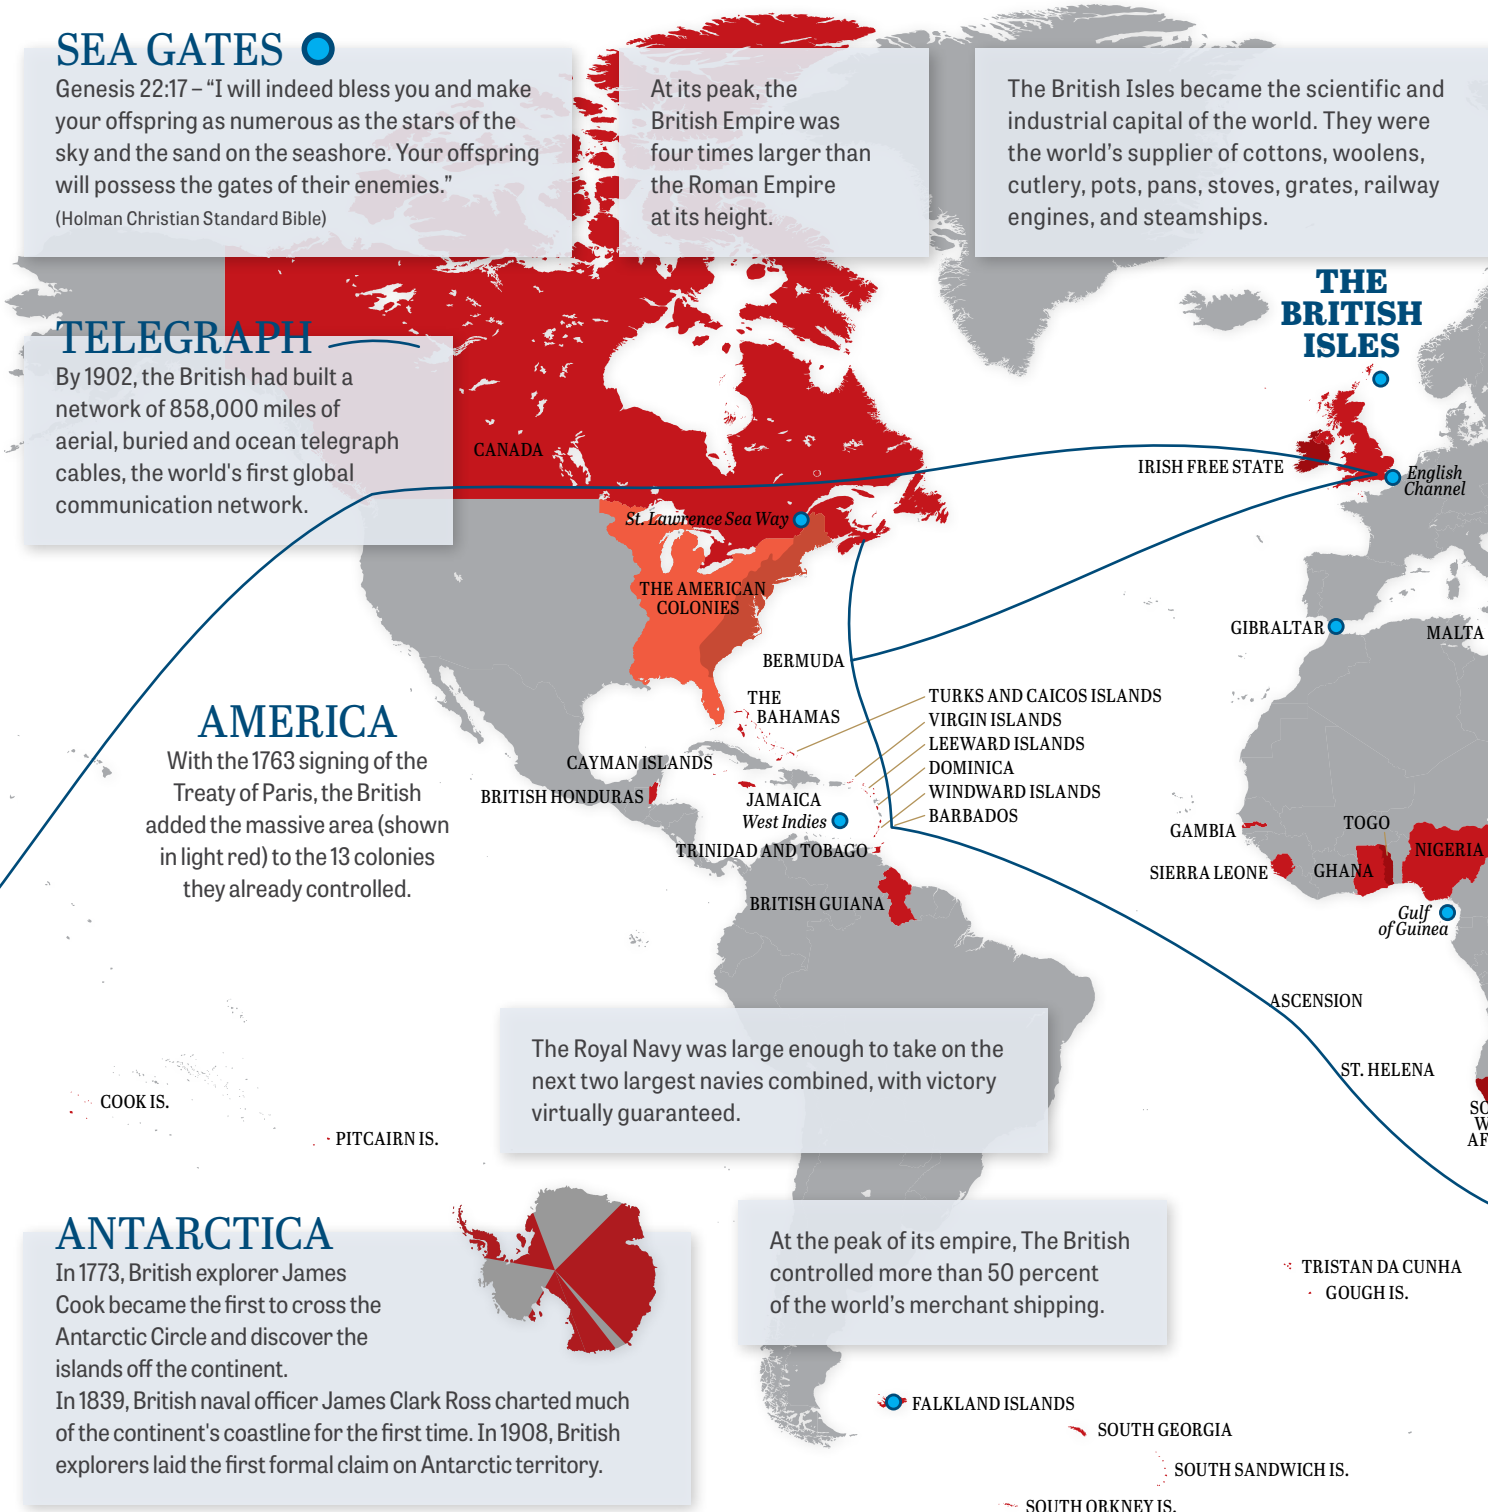 SEA GATES
Genesis 22:17 – “I will indeed bless you and make
your offspring as numerous as the stars of the
sky and the sand on the seashore. Your offspring
will possess the gates of their enemies.”
(Holman Christian Standard Bible)
At its peak, the
British Empire was
four times larger than
the Roman Empire
at its height.
The British Isles became the scientific and
industrial capital of the world. They were
the world’s supplier of cottons, woolens,
cutlery, pots, pans, stoves, grates, railway
engines, and steamships.
THE
BRITISH
ISLES
TELEGRAPH
By 1902, the British had built a
network of 858,000 miles of
aerial, buried and ocean telegraph
cables, the world's first global
communication network.
CANADA
IRISH FREE STATE
English
Channel
St. Lawrence Sea Way
THE AMERICAN
COLONIES
GIBRALTAR
MALTA
BERMUDA
THE
BAHAMAS
TURKS AND CAICOS ISLANDS
VIRGIN ISLANDS
LEEWARD ISLANDS
DOMINICA
WINDWARD ISLANDS
BARBADOS
AMERICA
With the 1763 signing of the
Treaty of Paris, the British
added the massive area (shown
in light red) to the 13 colonies
they already controlled.
CAYMAN ISLANDS
BRITISH HONDURAS
JAMAICA
West Indies
TRINIDAD AND TOBAGO
BRITISH GUIANA
GAMBIA
TOGO
NIGERIA
SIERRA LEONE
GHANA
Gulf
of Guinea
ASCENSION
ST. HELENA
The Royal Navy was large enough to take on the
next two largest navies combined, with victory
virtually guaranteed.
COOK IS.
PITCAIRN IS.
SO
W
AF
ANTARCTICA
In 1773, British explorer James
Cook became the first to cross the
Antarctic Circle and discover the
islands off the continent.
In 1839, British naval officer James Clark Ross charted much
of the continent's coastline for the first time. In 1908, British
explorers laid the first formal claim on Antarctic territory.
At the peak of its empire, The British
controlled more than 50 percent
of the world’s merchant shipping.
TRISTAN DA CUNHA
GOUGH IS.
FALKLAND ISLANDS
SOUTH GEORGIA
SOUTH SANDWICH IS.
SOUTH ORKNEY IS.